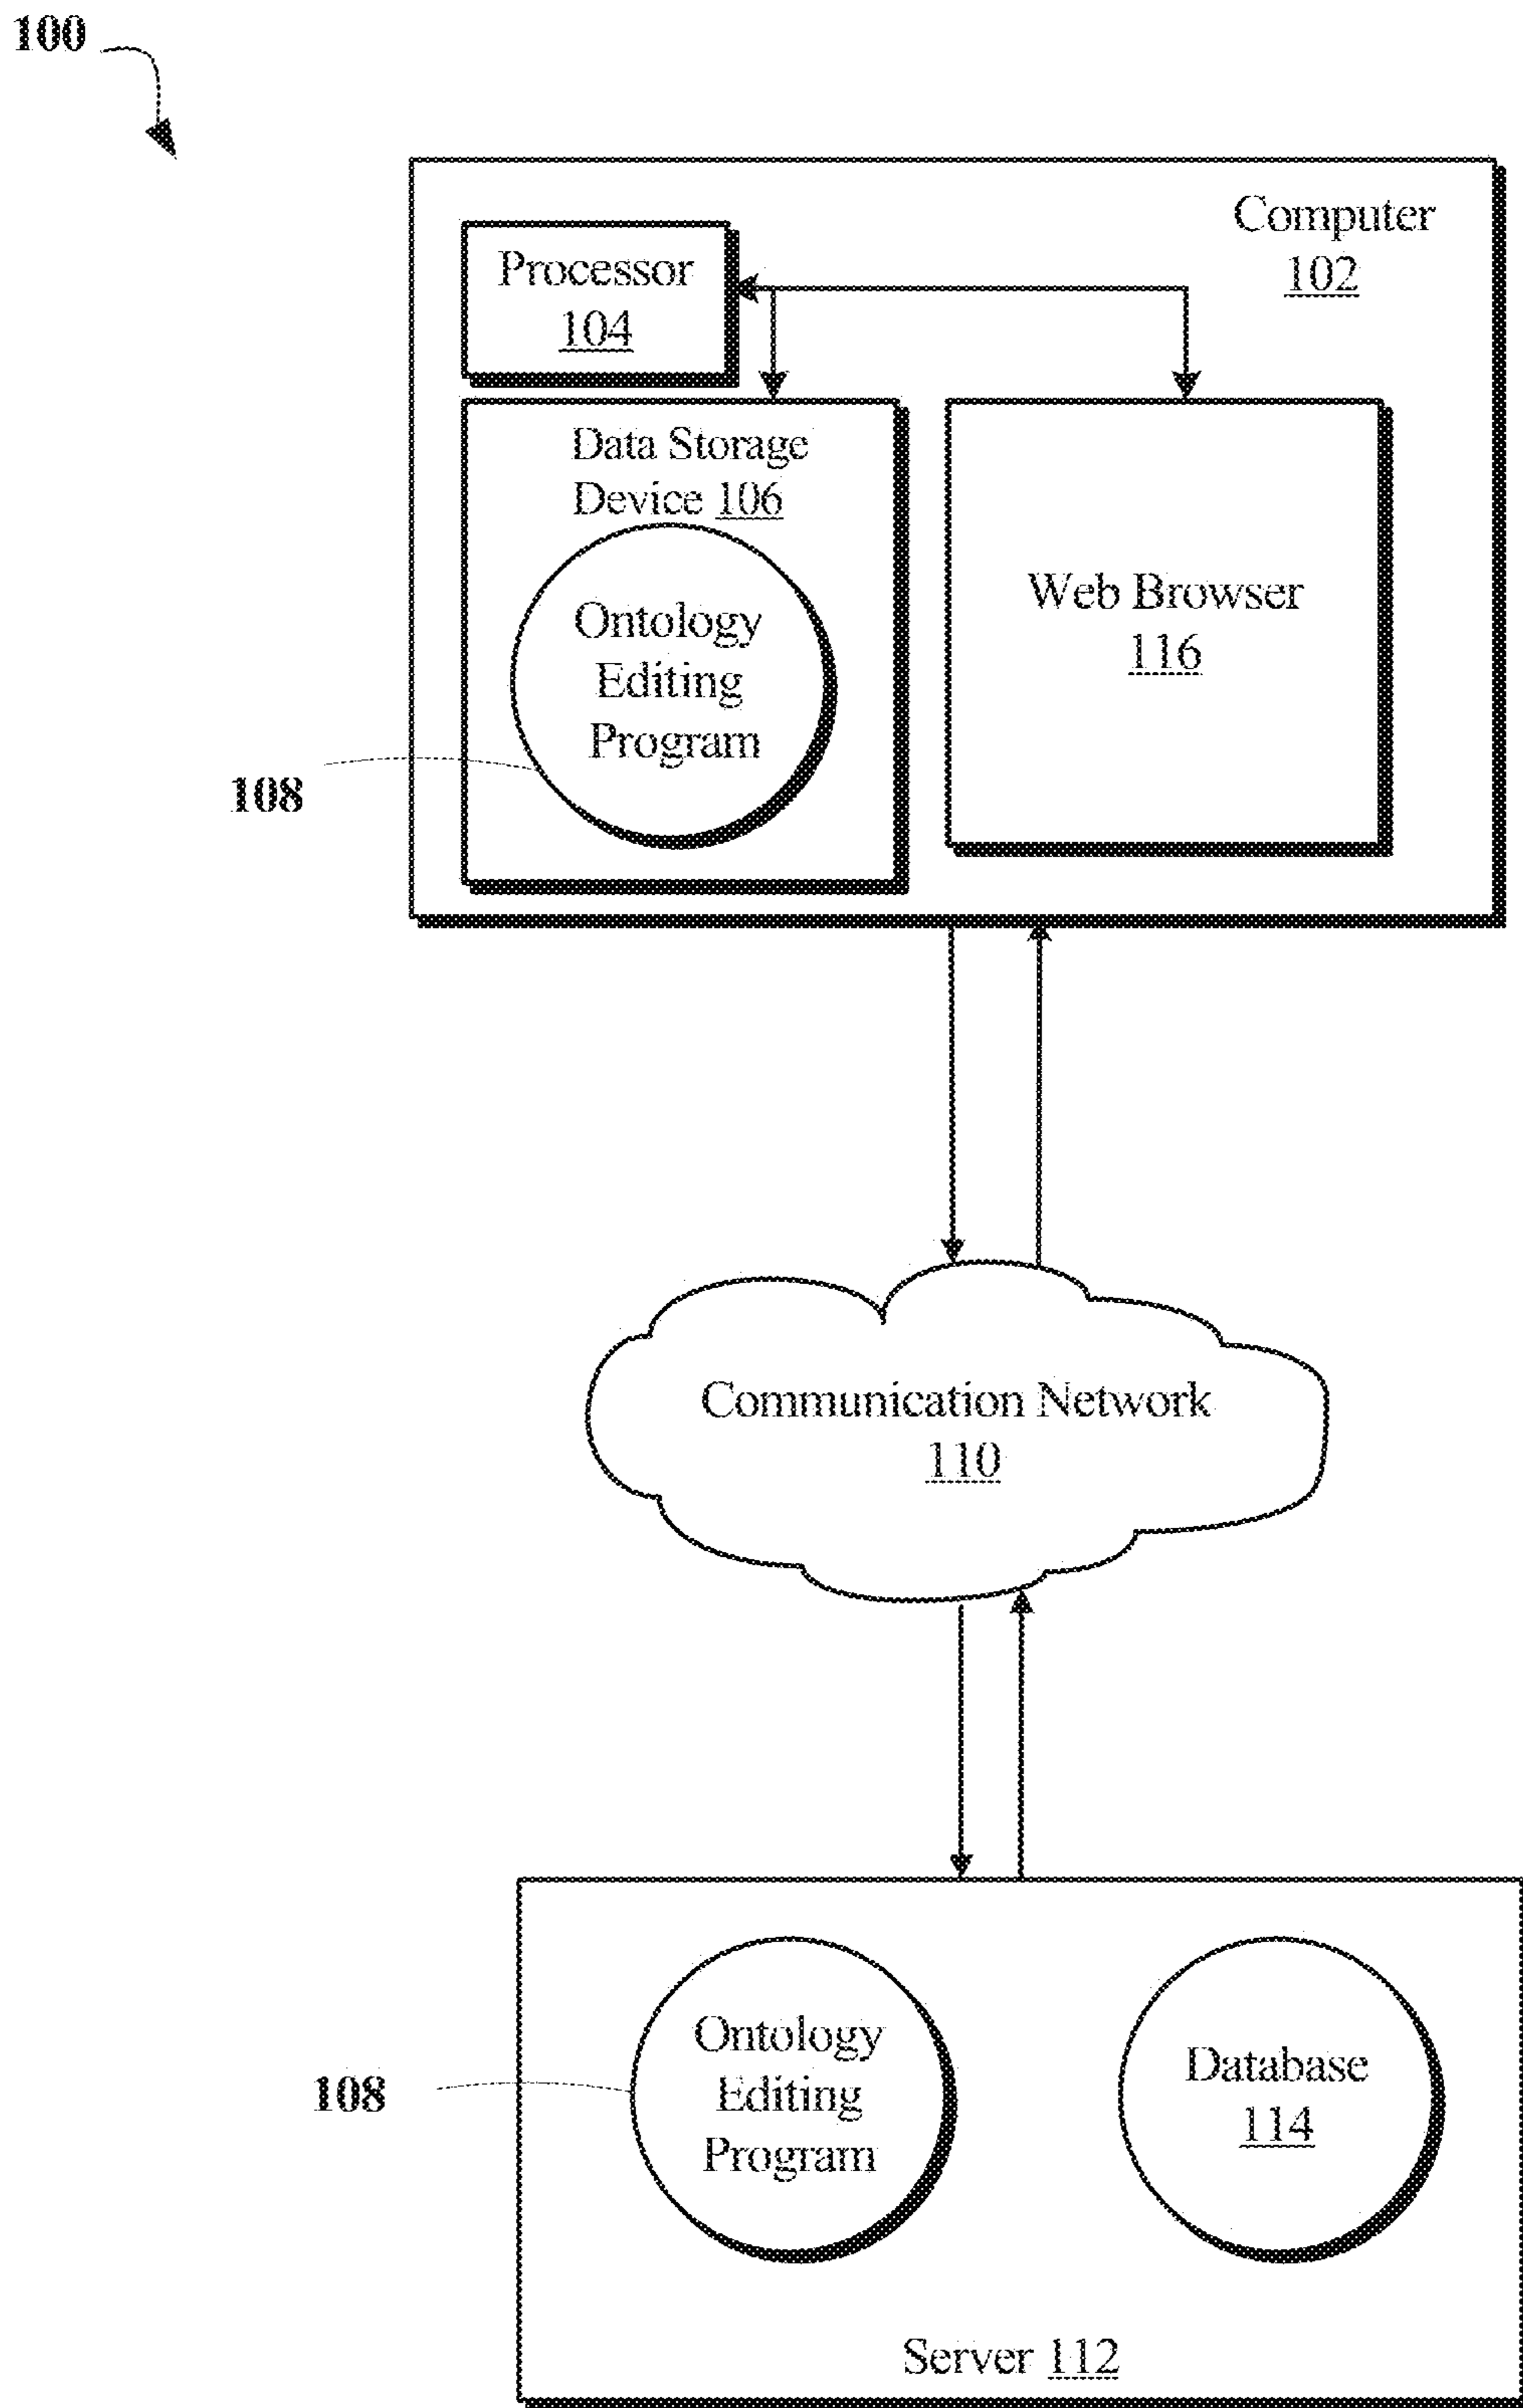 100
Computer
102
Processor
104
Data Storage
Device 106
Ontology
Editing
Program
108
Web Browser
116
Communication Network
110
Ontology
Editing
Program
108
Database
114
Server 112